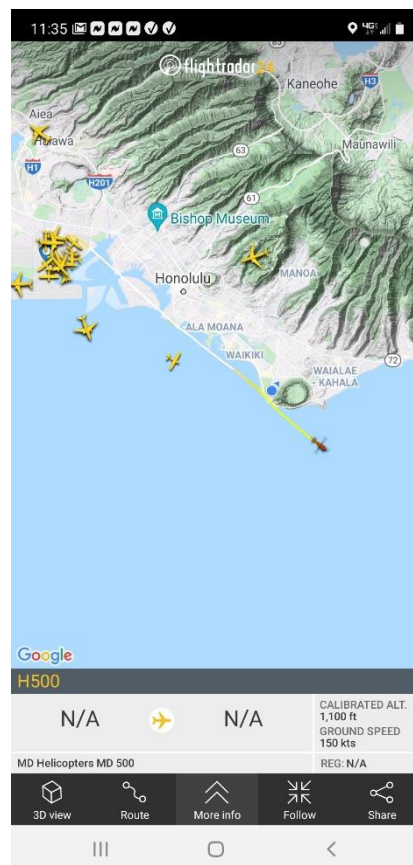 11:35
4G
flightradar24
Kaneohe
H3
Aiea
Halawa
Maunawili
63
H1
H201
61
Bishop Museum
MANOA
Honolulu
ALA MOANA
72
WAIKIKI
WAIALAE
- KAHALA
Google
H500
N/A
N/A
CALIBRATED ALT.
1,100 ft
GROUND SPEED
150 kts
MD Helicopters MD 500
REG: N/A
3D view
Route
More info
Follow
Share